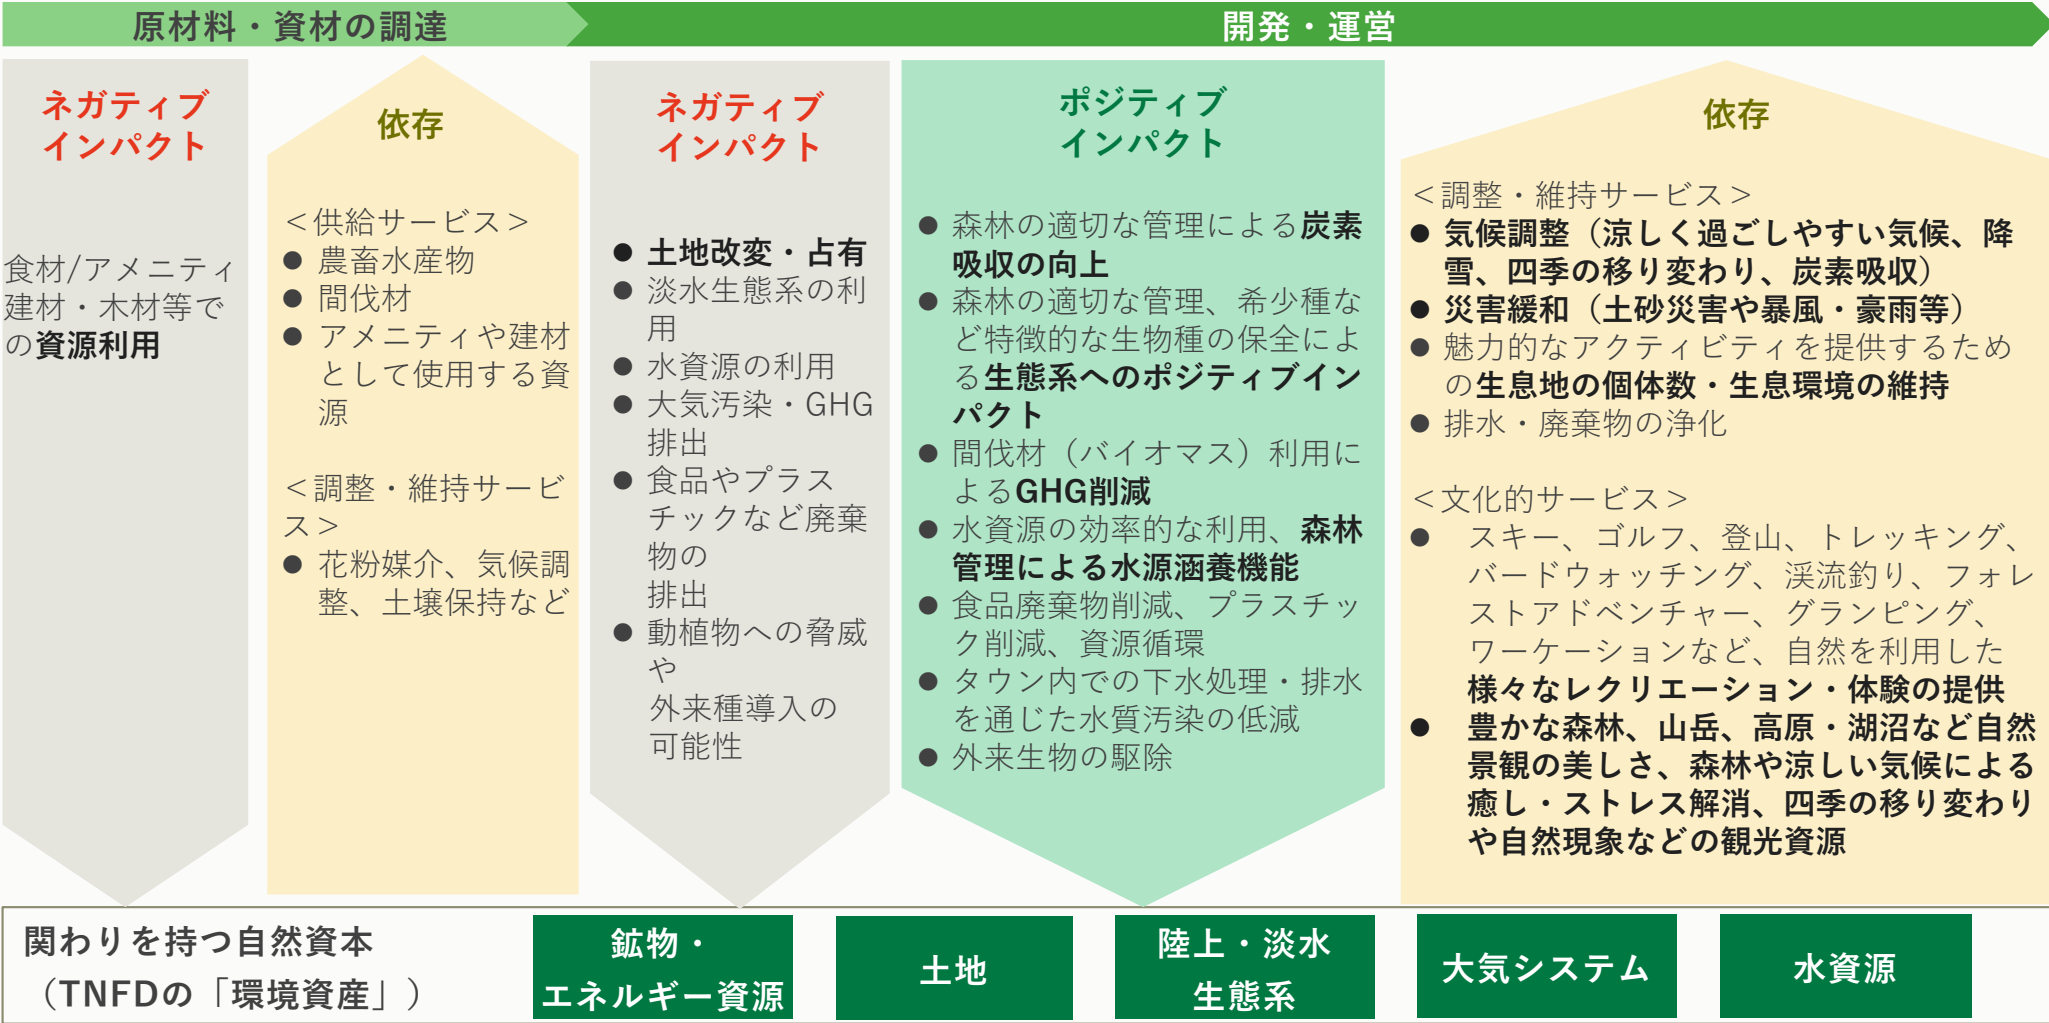 原材料・資材の調達
開発・運営
ネガティブ
インパクト
食材/アメニティ
建材・木材等で
の資源利用
依存
＜供給サービス＞
● 農畜水産物
● 間伐材
● アメニティや建材
として使用する資
源
＜調整・維持サービ
ス＞
● 花粉媒介、気候調
整、土壌保持など
ネガティブ
インパクト
● 土地改変・占有
● 淡水生態系の利
用
● 水資源の利用
● 大気汚染・GHG
排出
● 食品やプラス
チックなど廃棄
物の
排出
● 動植物への脅威
や
外来種導入の
可能性
ポジティブ
インパクト
● 森林の適切な管理による炭素
吸収の向上
● 森林の適切な管理、希少種な
ど特徴的な生物種の保全によ
る生態系へのポジティブイン
パクト
● 間伐材（バイオマス）利用に
よるGHG削減
● 水資源の効率的な利用、森林
管理による水源涵養機能
● 食品廃棄物削減、プラスチッ
ク削減、資源循環
● タウン内での下水処理・排水
を通じた水質汚染の低減
● 外来生物の駆除
依存
＜調整・維持サービス＞
● 気候調整（涼しく過ごしやすい気候、降
雪、四季の移り変わり、炭素吸収）
● 災害緩和（土砂災害や暴風・豪雨等）
● 魅力的なアクティビティを提供するため
の生息地の個体数・生息環境の維持
● 排水・廃棄物の浄化
＜文化的サービス＞
● スキー、ゴルフ、登山、トレッキング、
バードウォッチング、渓流釣り、フォレ
ストアドベンチャー、グランピング、
ワーケーションなど、自然を利用した
様々なレクリエーション・体験の提供
● 豊かな森林、山岳、高原・湖沼など自然
景観の美しさ、森林や涼しい気候による
癒し・ストレス解消、四季の移り変わり
や自然現象などの観光資源
関わりを持つ自然資本
（TNFDの「環境資産」）
鉱物・
エネルギー資源
土地
陸上・淡水
生態系
大気システム
水資源